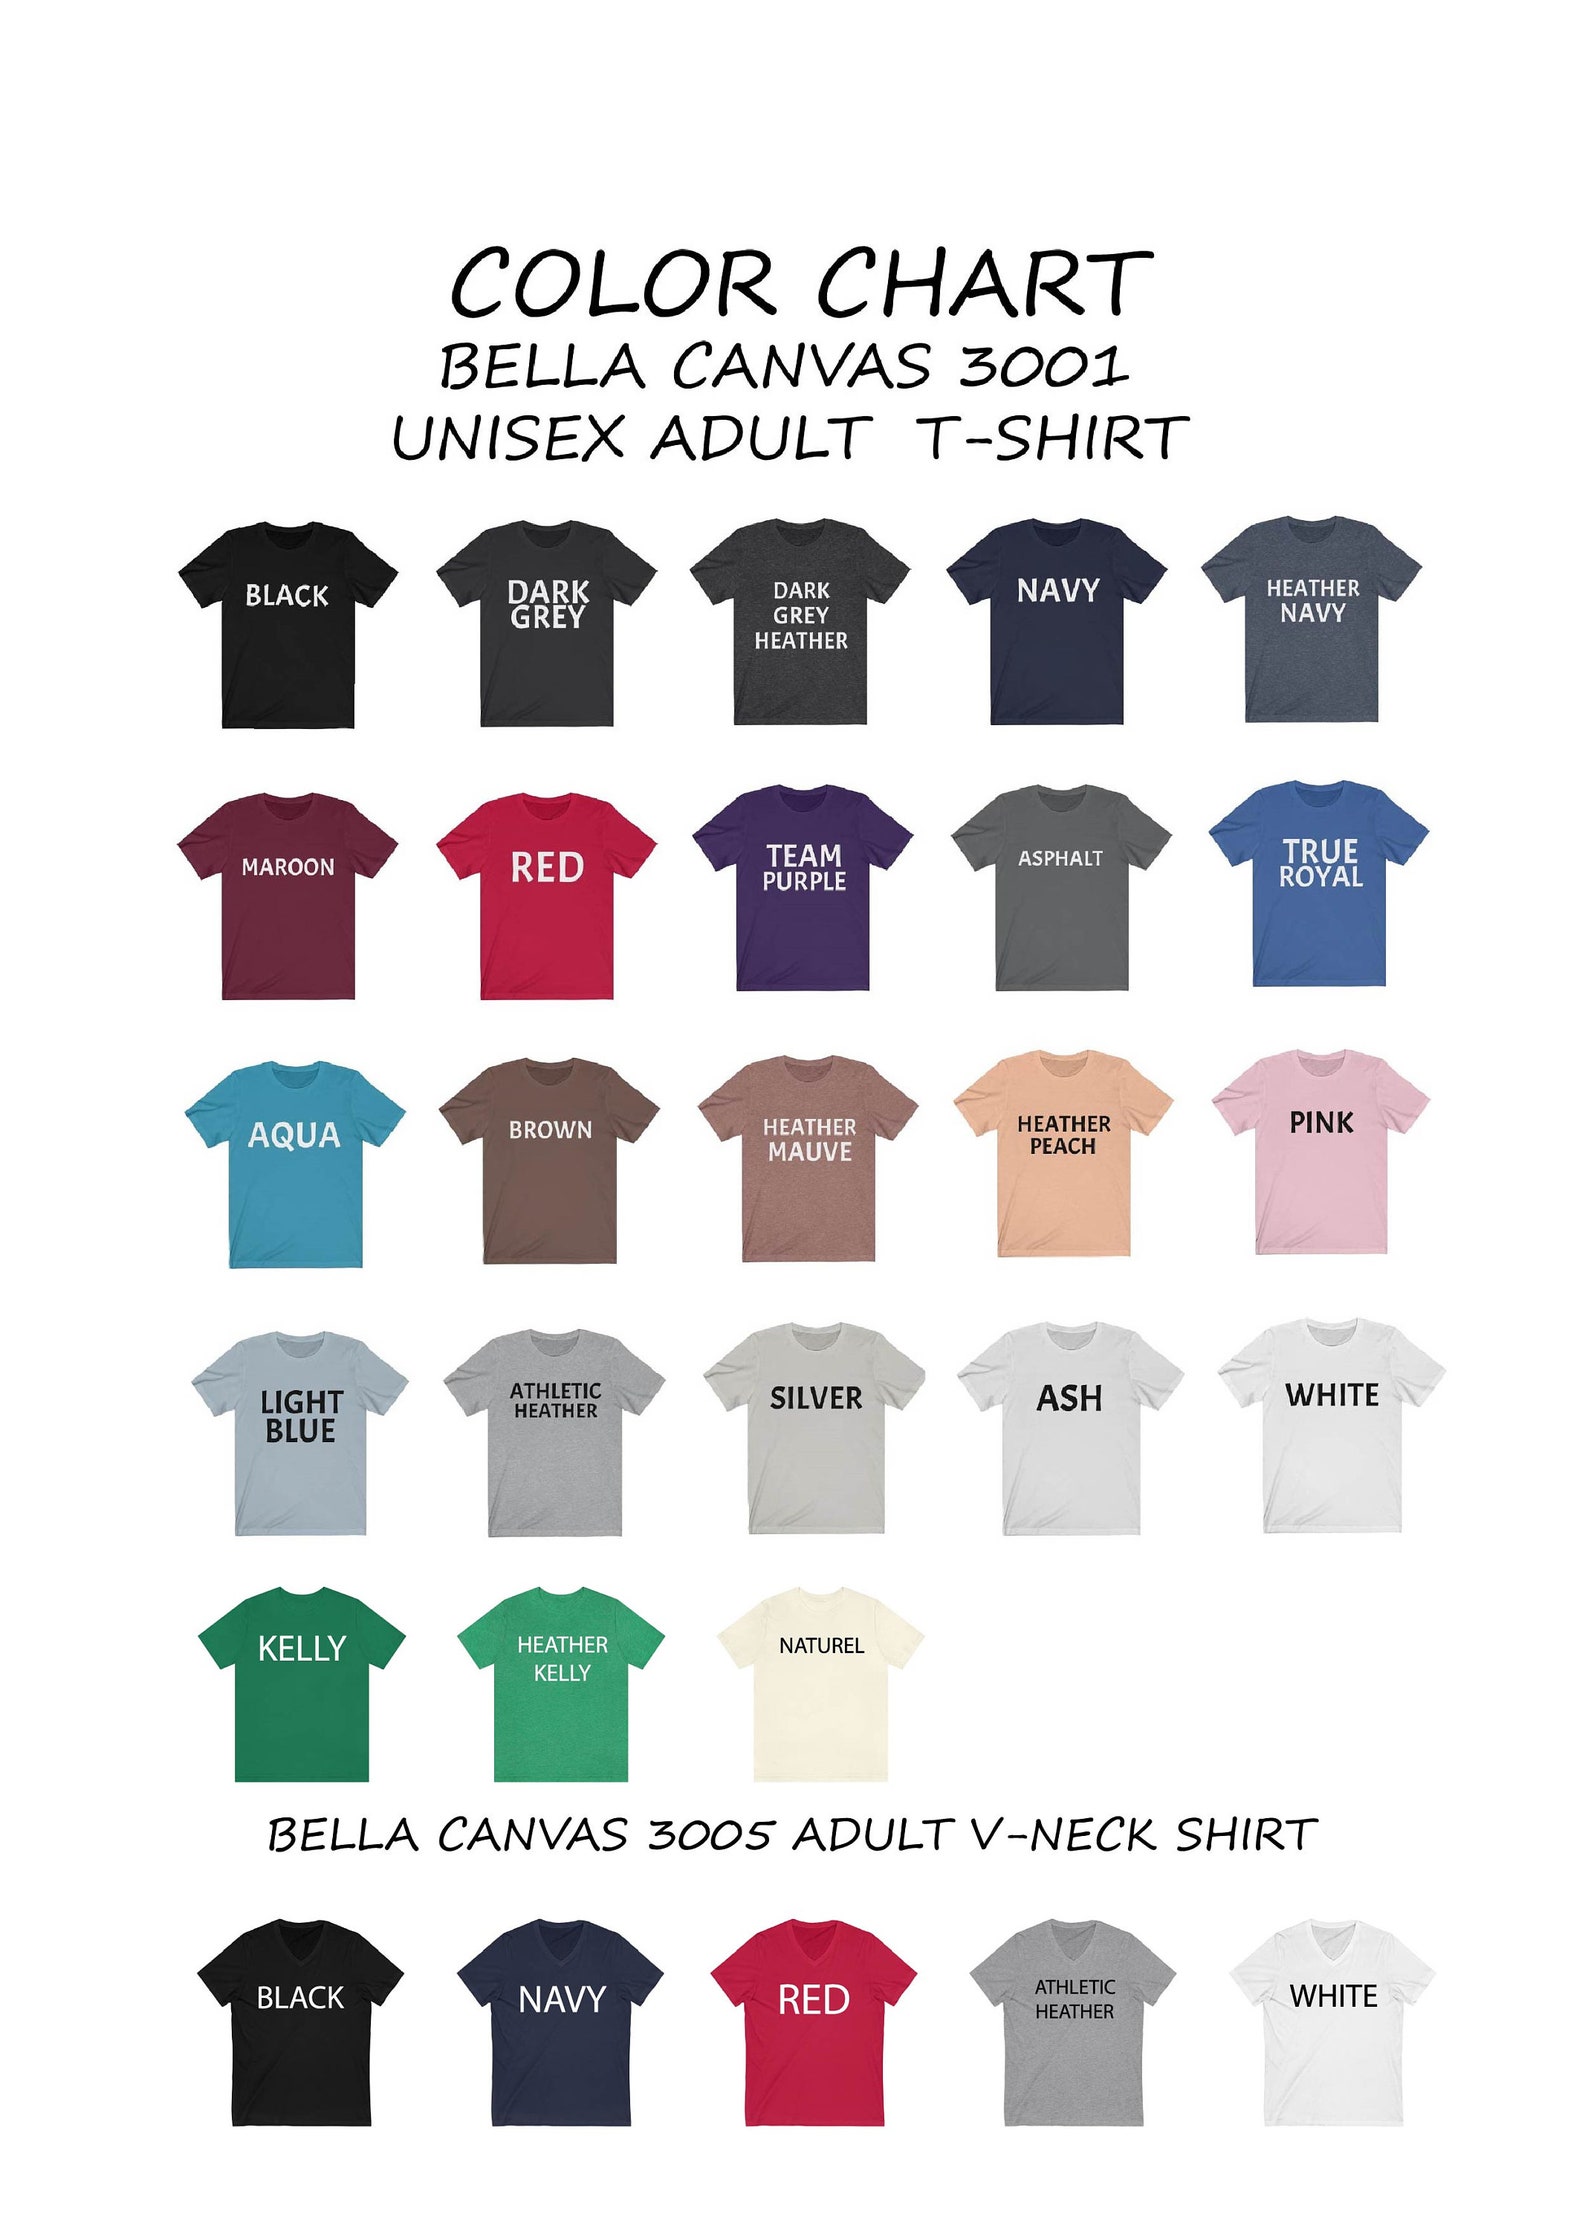 COLOR CHART
BELLA CANVAS 3001
UNISEX ADULT T-SHIRT
BLACK
DARK
GREY
DARK
GREY
HEATHER
NAVY
HEATHER
NAVY
MAROON
RED
TEAM
PURPLE
ASPHALT
TRUE
ROYAL
AQUA
BROWN
HEATHER
MAUVE
HEATHER
PEACH
PINK
LIGHT
BLUE
ATHLETIC
HEATHER
SILVER
ASH
WHITE
KELLY
HEATHER
KELLY
NATUREL
BELLA CANVAS 3005 ADULT V-NECK SHIRT
BLACK
NAVY
RED
ATHLETIC
HEATHER
WHITE